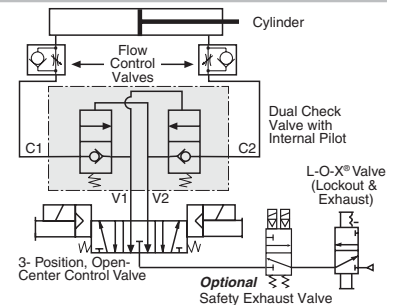 Cylinder
Flow
Control
Valves
Dual Check
Valve with
Internal Pilot
C1
C2
V1
V2
L-O-X® Valve
(Lockout &
Exhaust)
3- Position, Open-
Center Control Valve
Optional
Safety Exhaust Valve